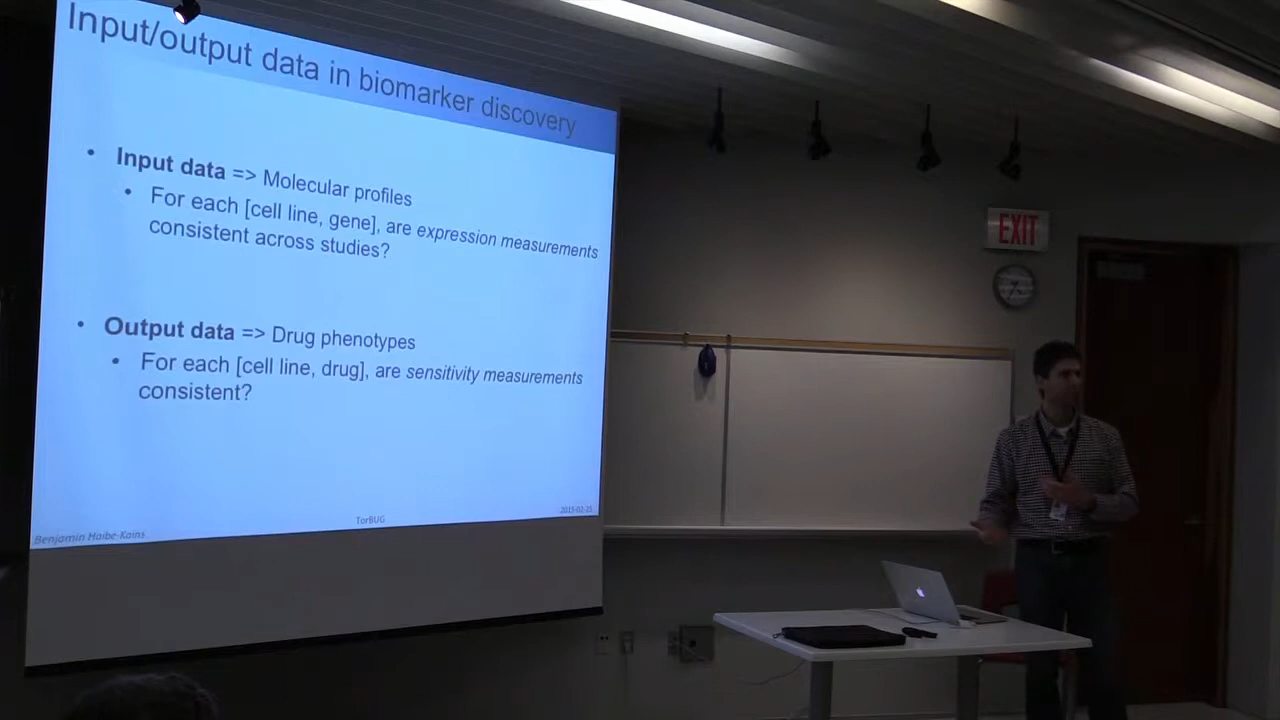 Input/output data in biomarker discovery
• Input data => Molecular profiles
• For each [cell line, gene], are expression measurements
consistent across studies?
• Output data => Drug phenotypes
• For each [cell line, drug], are sensitivity measurements
consistent?
Benjamin Haibe-Kains
TorBUG
EXIT